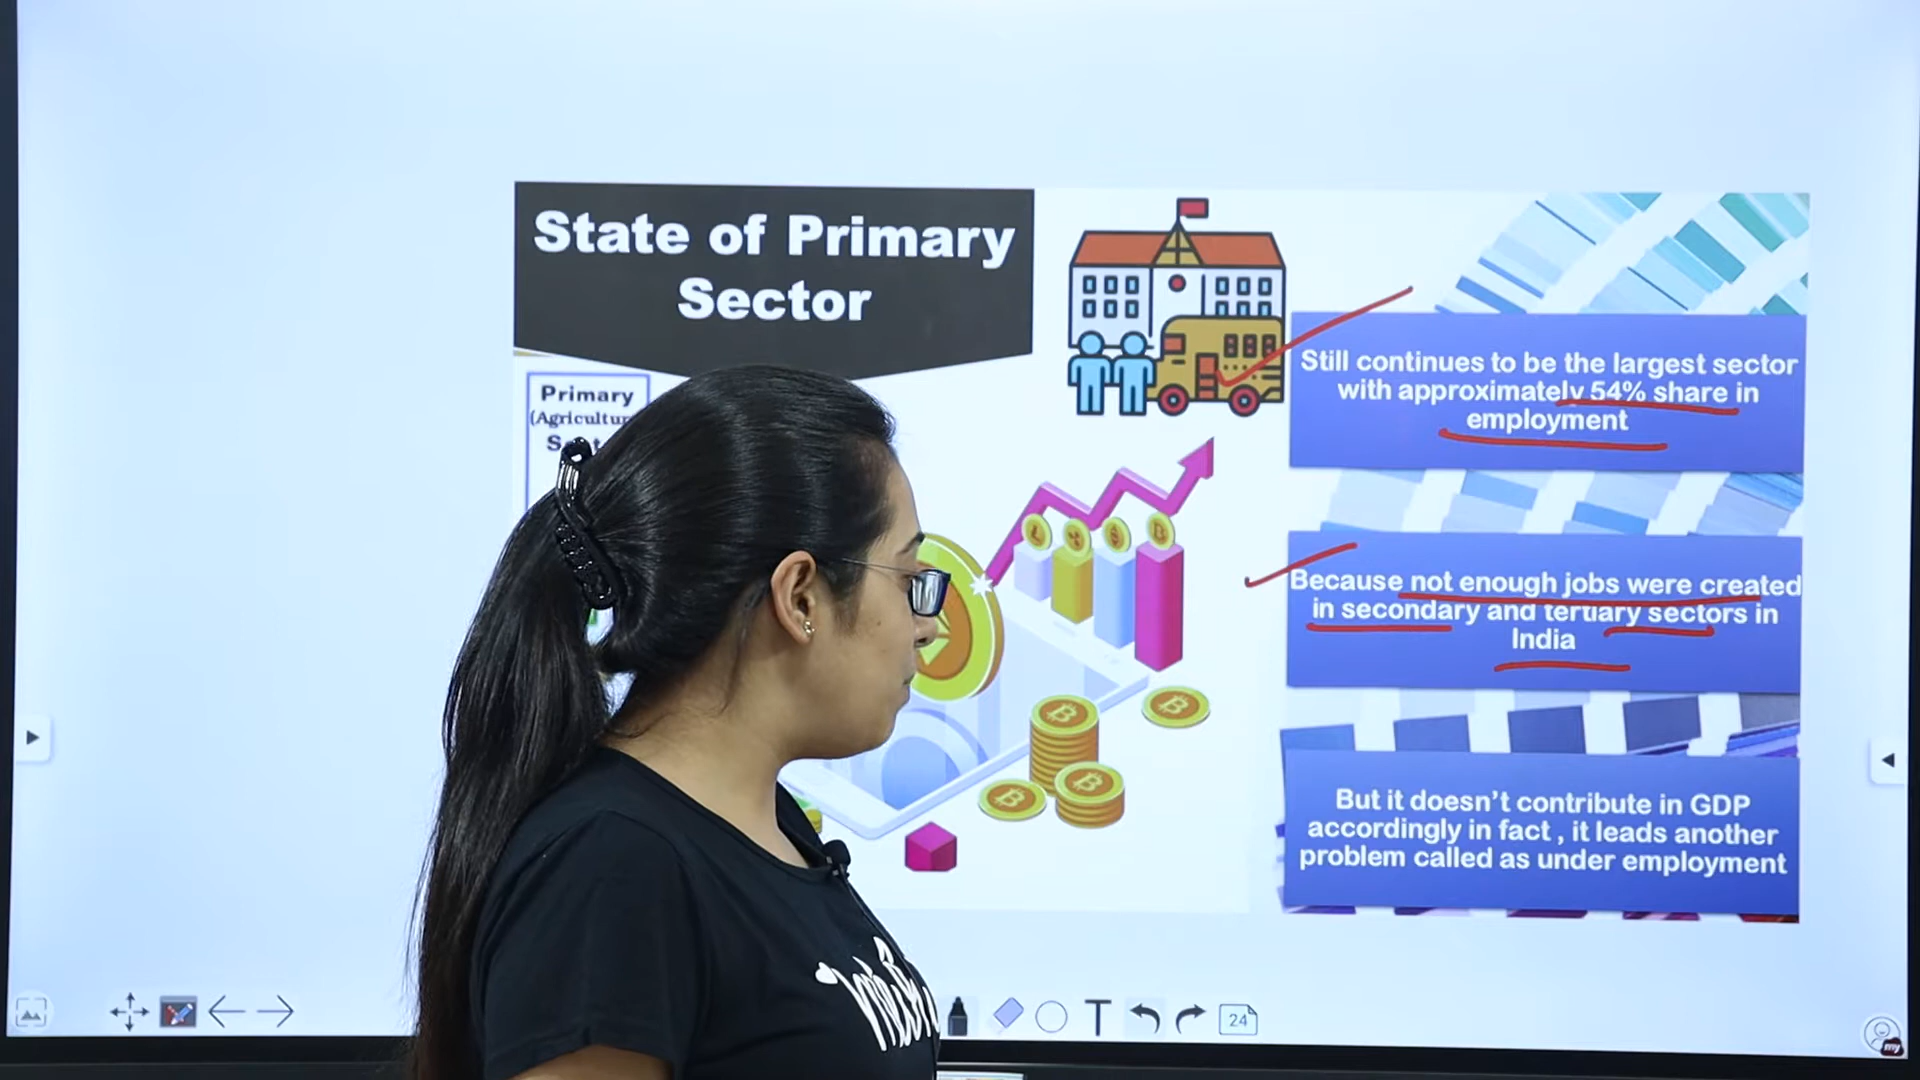 State of Primary
Sector
Primary
Still continues to be the largest sector
with approximately 54% share in
employment
Because not enough jobs were created
in secondary and tertiary sectors in
India
But it doesn't contribute in GDP
accordingly in fact , it leads another
problem called as under employment
T
24
my